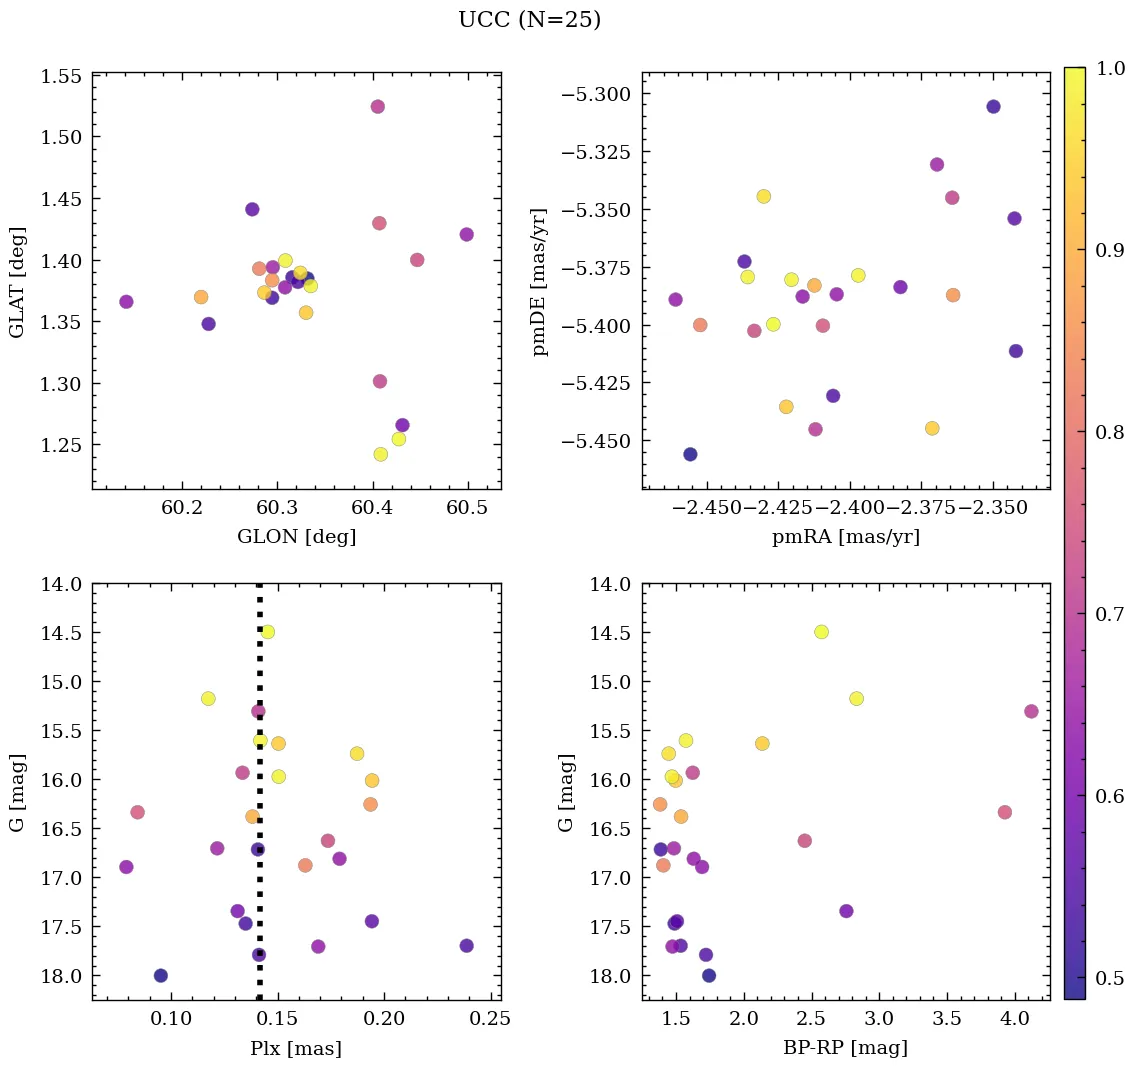 UCC (N=25)
1.55
1.50
1.45
1.40
1.35
1.30
1.25
GLAT [deg]
60.2 60.3 60.4 60.5
GLON [deg]
−5.300
−5.325
−5.350
−5.375
−5.400
−5.425
−5.450
pmDE [mas/yr]
−2.450 −2.425 −2.400 −2.375 −2.350
pmRA [mas/yr]
14.0
14.5
15.0
15.5
16.0
16.5
17.0
17.5
18.0
G [mag]
0.10 0.15 0.20 0.25
Plx [mas]
14.0
14.5
15.0
15.5
16.0
16.5
17.0
17.5
18.0
G [mag]
1.5 2.0 2.5 3.0 3.5 4.0
BP-RP [mag]
1.0
0.9
0.8
0.7
0.6
0.5